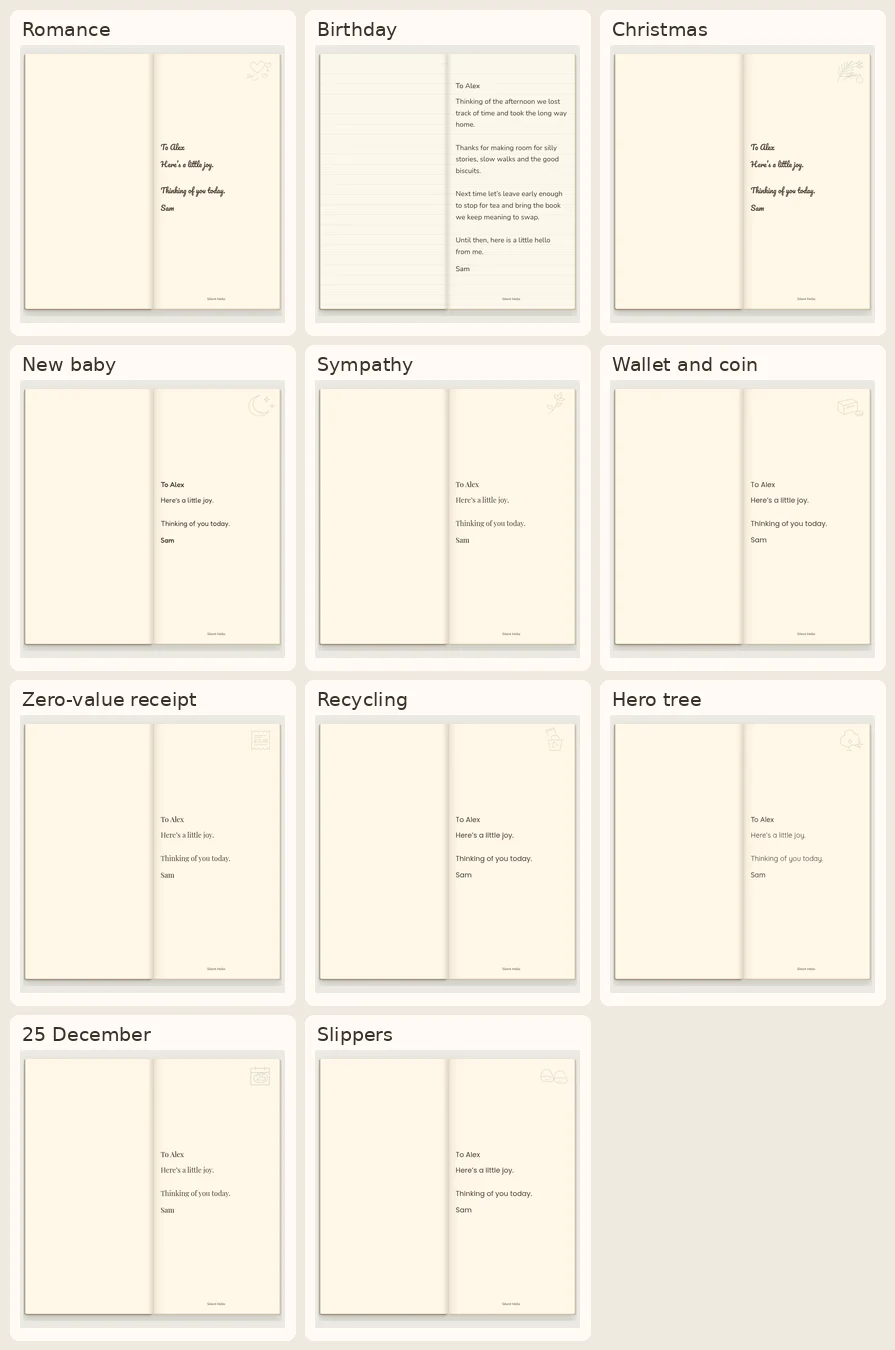 Romance
To Alex
Here's a little joy.
Thinking of you today.
Sam
Birthday
To Alex
Thinking of the afternoon we lost
track of time and took the long way
home.
Thanks for making room for silly
stories, slow walks and the good
biscuits.
Next time let's leave early enough
to stop for tea and bring the book
we keep meaning to swap.
Until then, here is a little hello
from me.
Sam
Christmas
To Alex
Here's a little joy.
Thinking of you today.
Sam
New baby
To Alex
Here's a little joy.
Thinking of you today.
Sam
Sympathy
To Alex
Here's a little joy.
Thinking of you today.
Sam
Wallet and coin
To Alex
Here's a little joy.
Thinking of you today.
Sam
Zero-value receipt
To Alex
Here's a little joy.
Thinking of you today.
Sam
Recycling
To Alex
Here's a little joy.
Thinking of you today.
Sam
Hero tree
To Alex
Here's a little joy.
Thinking of you today.
Sam
25 December
To Alex
Here's a little joy.
Thinking of you today.
Sam
Slippers
To Alex
Here's a little joy.
Thinking of you today.
Sam